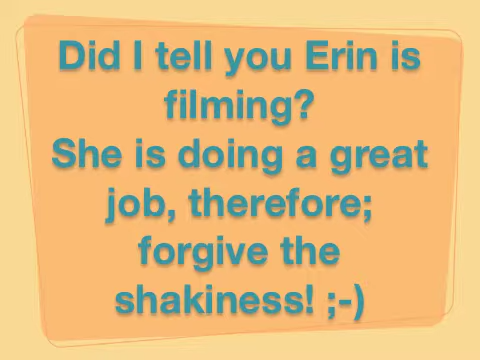 Did I tell you Erin is
filming?
She is doing a great
job, therefore;
forgive the
shakiness! ;-)